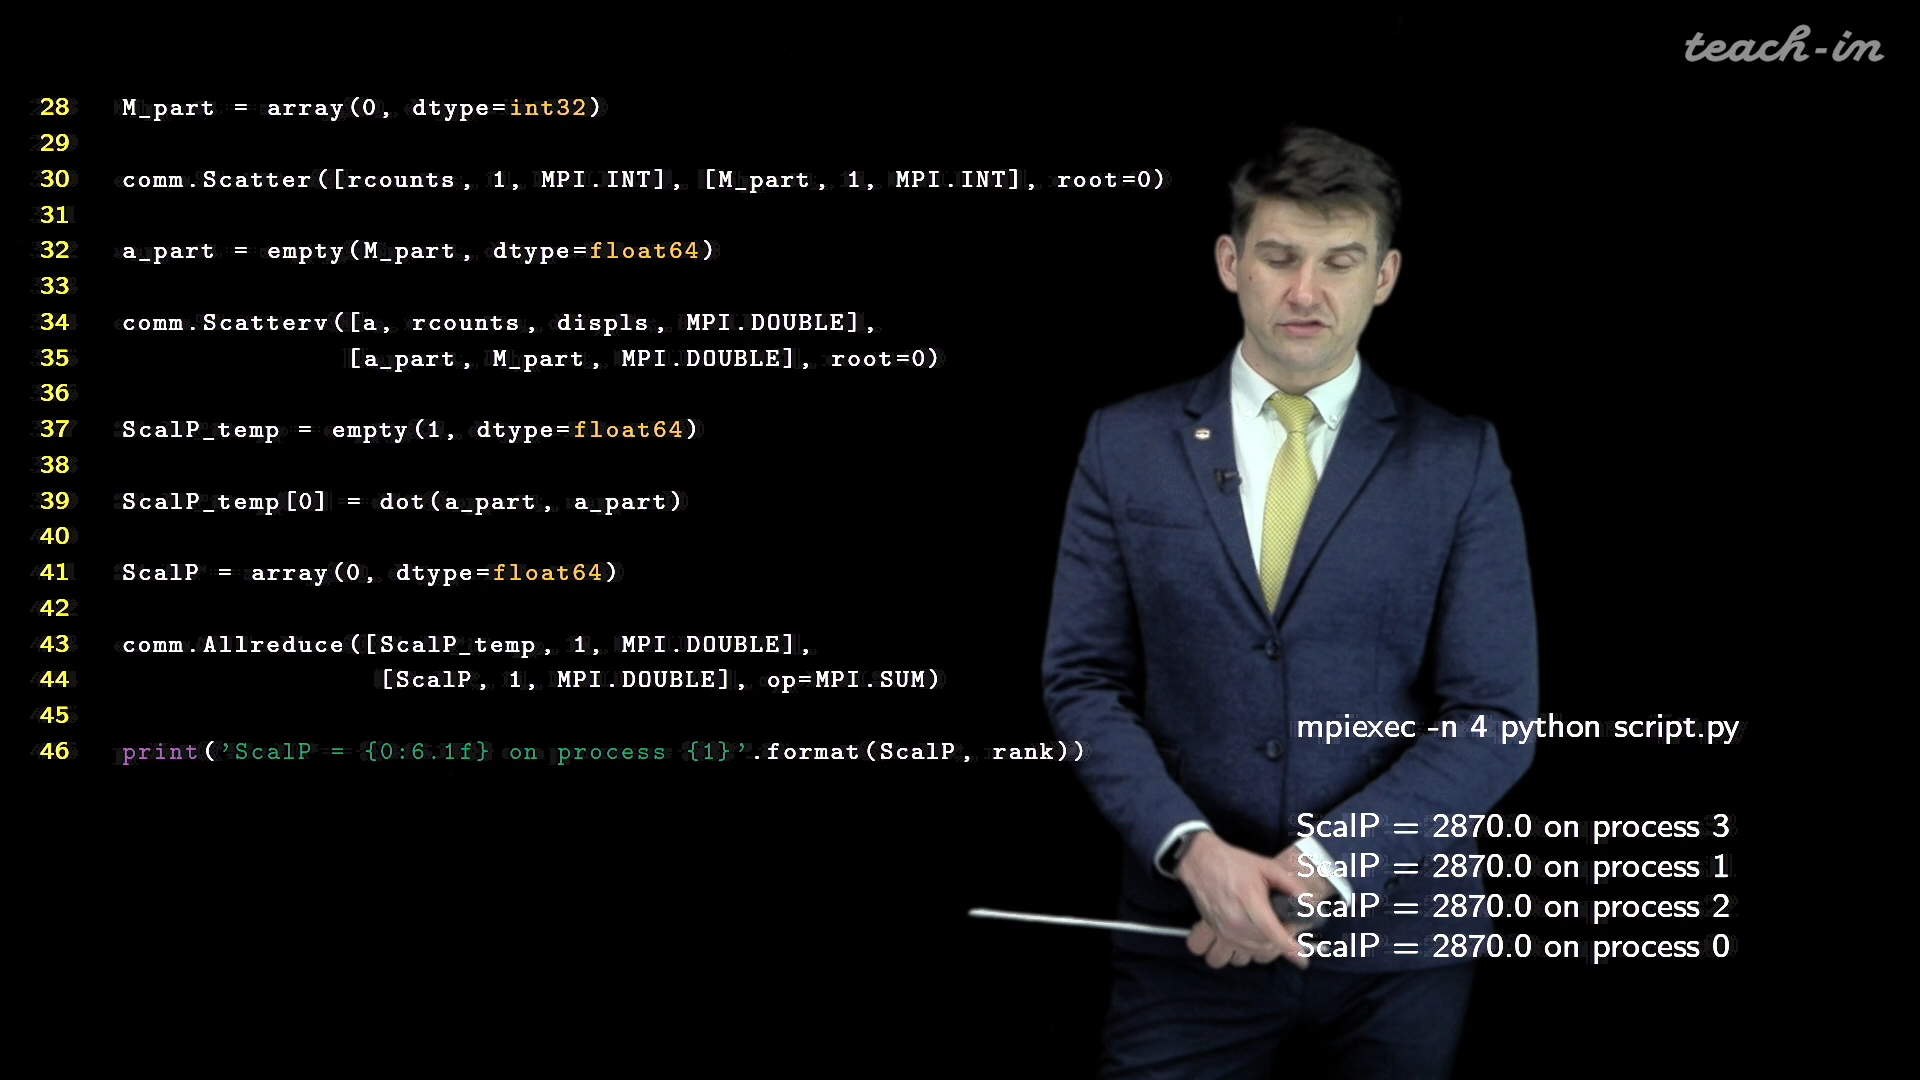 teach-in
28 M_part = array(0, dtype=int32)
29
30 comm.Scatter([rcounts, 1, MPI.INT], [M_part, 1, MPI.INT], root=0)
31
32 a_part = empty(M_part, dtype=float64)
33
34 comm.Scatterv([a, rcounts, displs, MPI.DOUBLE],
35 [a_part, M_part, MPI.DOUBLE], root=0)
36
37 ScalP_temp = empty(1, dtype=float64)
38
39 ScalP_temp[0] = dot(a_part, a_part)
40
41 ScalP = array(0, dtype=float64)
42
43 comm.Allreduce([ScalP_temp, 1, MPI.DOUBLE],
44 [ScalP, 1, MPI.DOUBLE], op=MPI.SUM)
45
46 print('ScalP = {0:6.1f} on process {1}'.format(ScalP, rank))
mpiexec -n 4 python script.py
ScalP = 2870.0 on process 3
ScalP = 2870.0 on process 1
ScalP = 2870.0 on process 2
ScalP = 2870.0 on process 0